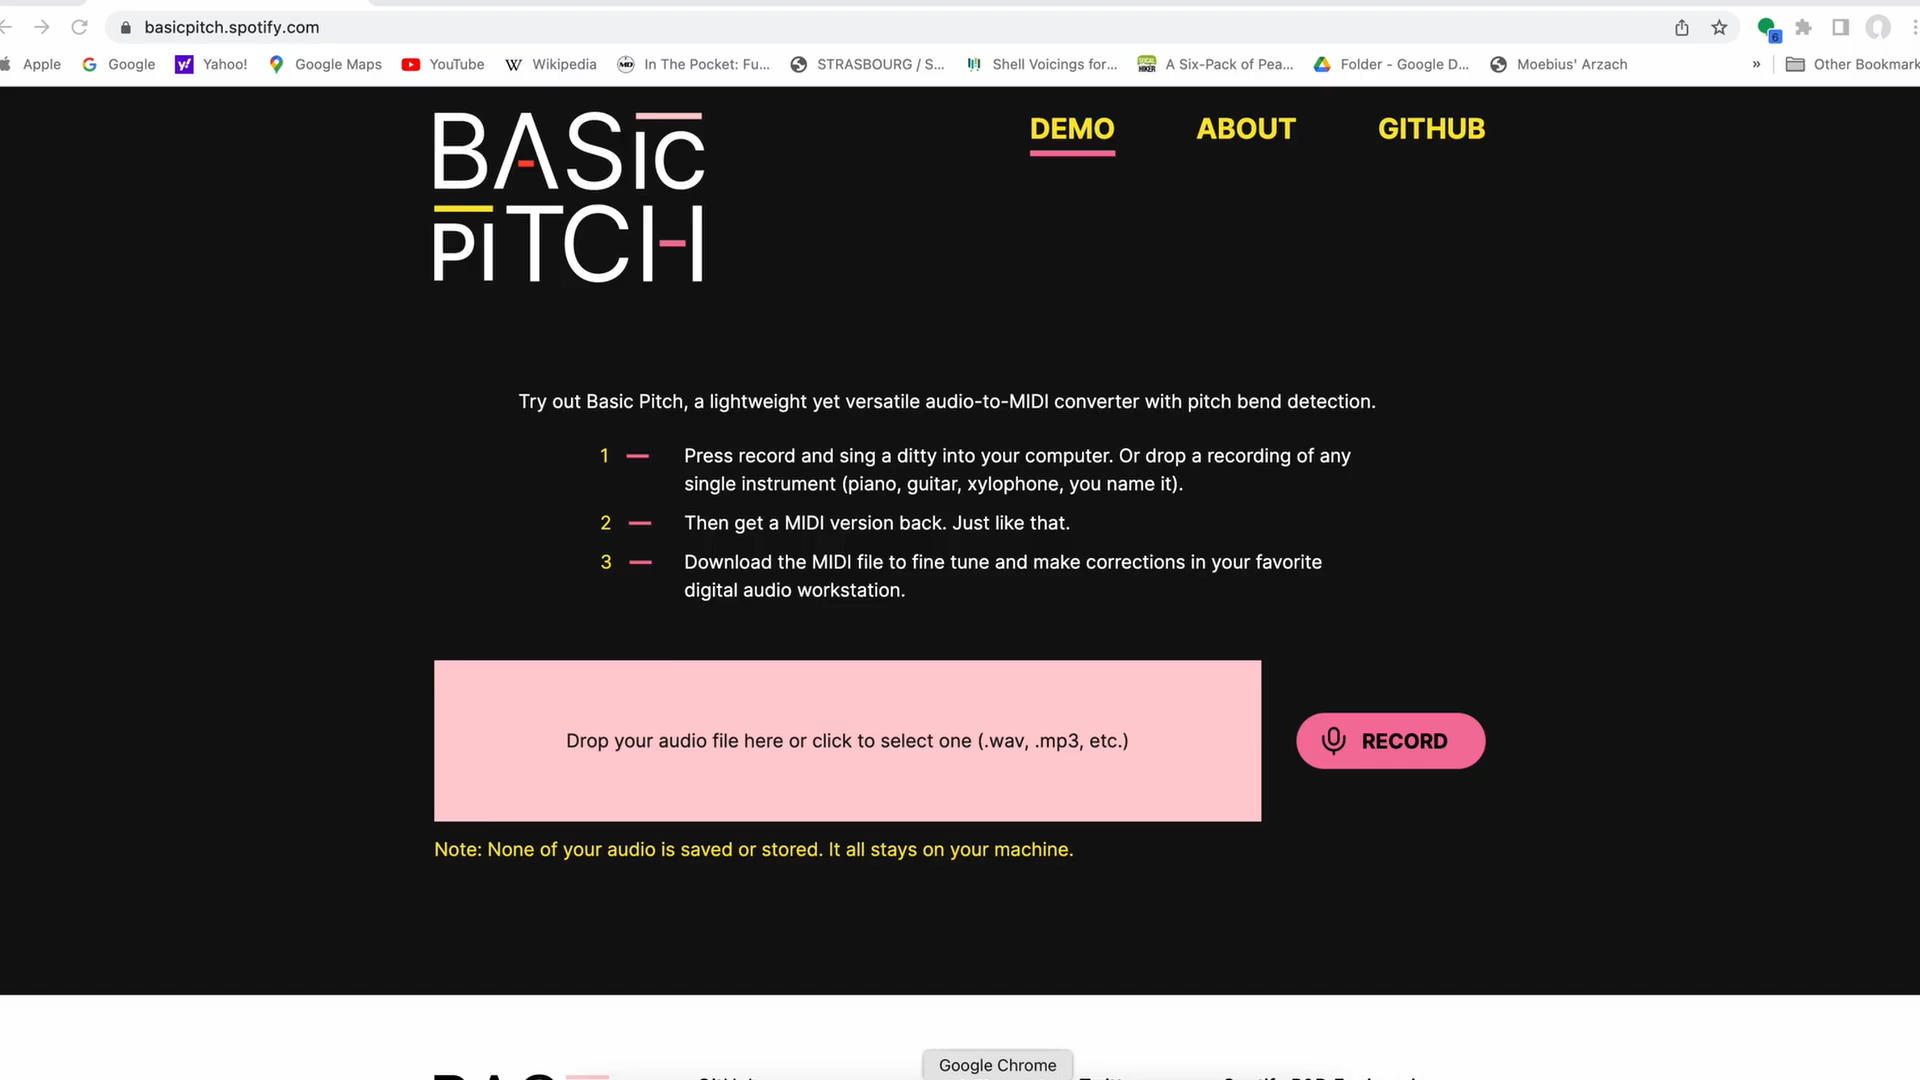 basicpitch.spotify.com
6
Apple
Google
Yahoo!
Google Maps
YouTube
Wikipedia
In The Pocket: Fu...
STRASBOURG / S...
Shell Voicings for...
A Six-Pack of Pea...
Folder - Google D...
Moebius' Arzach
»
Other Bookmark
BASiC
PITCH
DEMO
ABOUT
GITHUB
Try out Basic Pitch, a lightweight yet versatile audio-to-MIDI converter with pitch bend detection.
1 — Press record and sing a ditty into your computer. Or drop a recording of any
single instrument (piano, guitar, xylophone, you name it).
2 — Then get a MIDI version back. Just like that.
3 — Download the MIDI file to fine tune and make corrections in your favorite
digital audio workstation.
Drop your audio file here or click to select one (.wav, .mp3, etc.)
RECORD
Note: None of your audio is saved or stored. It all stays on your machine.
Google Chrome